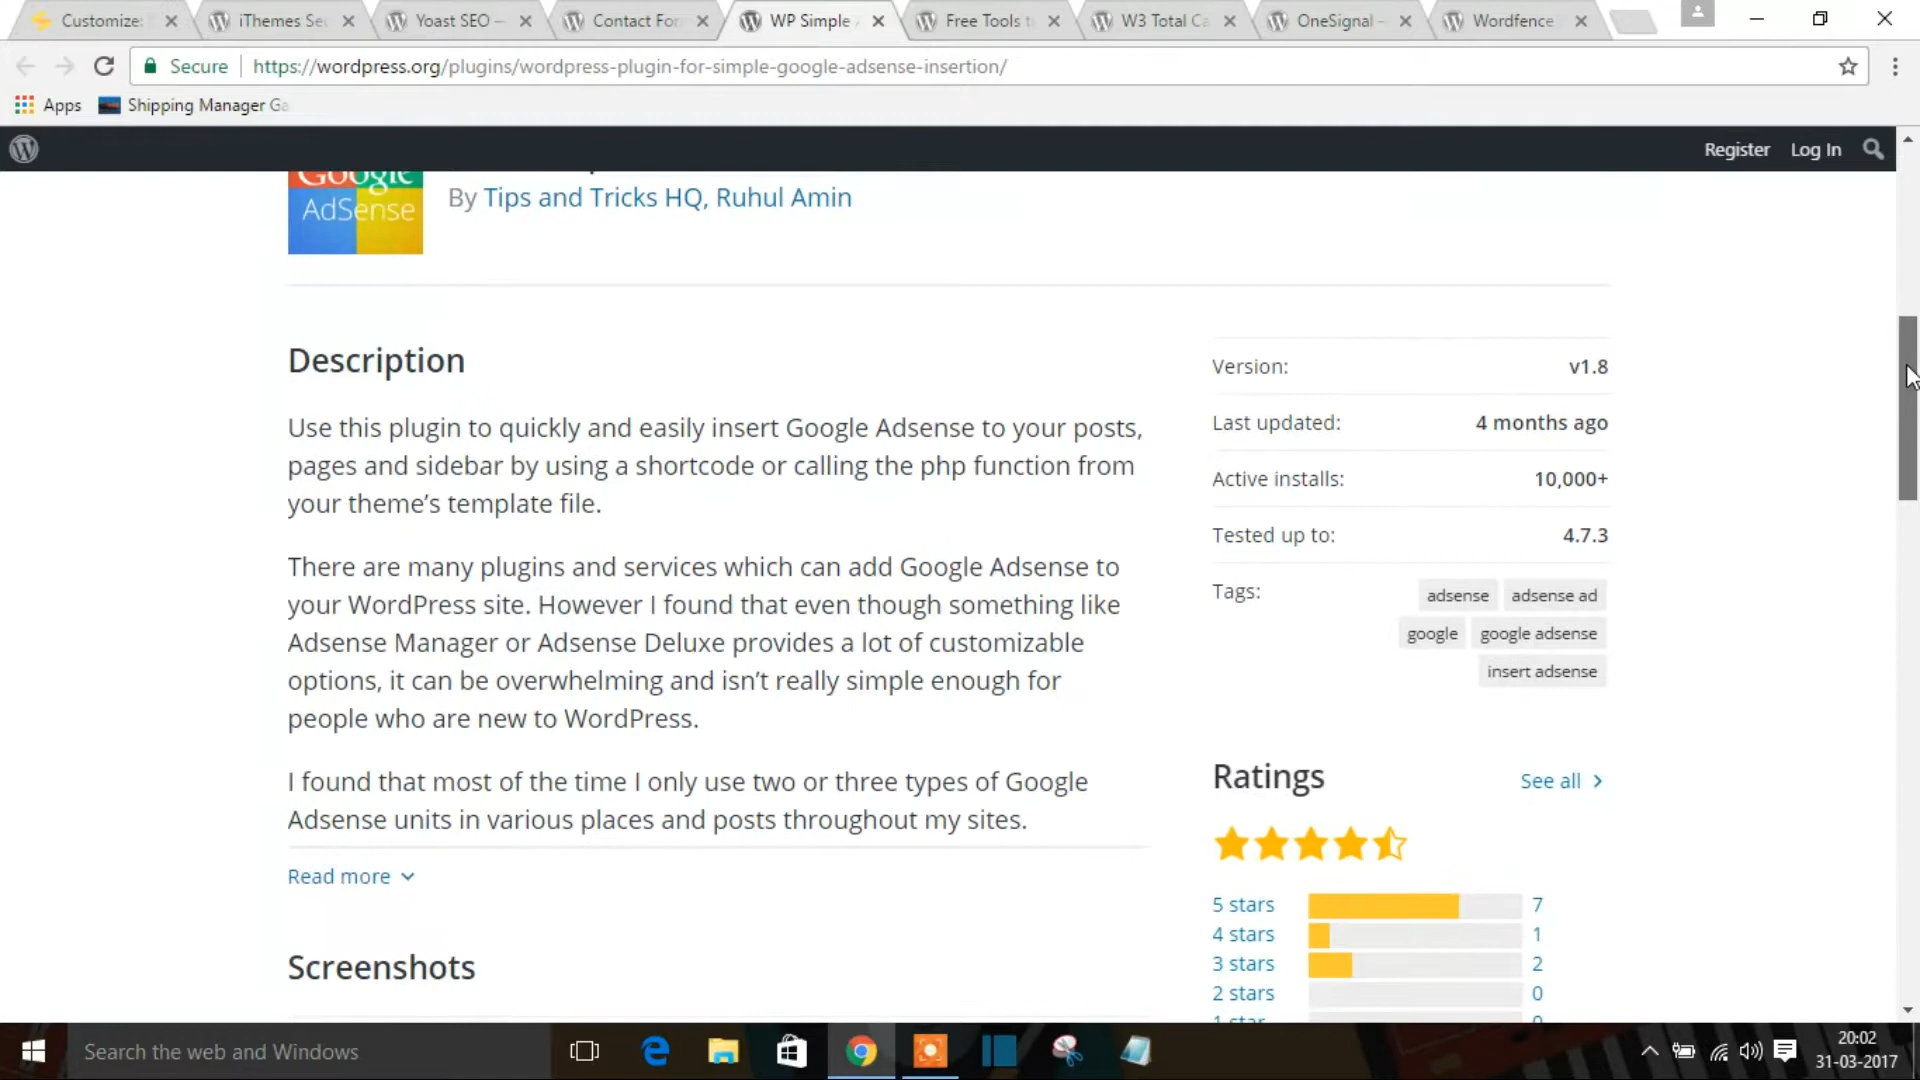 Customize: iThemes Se Yoast SEO – Contact For WP Simple Free Tools t W3 Total Ca OneSignal – Wordfence
Secure https://wordpress.org/plugins/wordpress-plugin-for-simple-google-adsense-insertion/
Apps Shipping Manager Ga
Register Log In
Google
AdSense
By Tips and Tricks HQ, Ruhul Amin
Description
Use this plugin to quickly and easily insert Google Adsense to your posts,
pages and sidebar by using a shortcode or calling the php function from
your theme’s template file.
There are many plugins and services which can add Google Adsense to
your WordPress site. However I found that even though something like
Adsense Manager or Adsense Deluxe provides a lot of customizable
options, it can be overwhelming and isn’t really simple enough for
people who are new to WordPress.
I found that most of the time I only use two or three types of Google
Adsense units in various places and posts throughout my sites.
Read more
Screenshots
Version: v1.8
Last updated: 4 months ago
Active installs: 10,000+
Tested up to: 4.7.3
Tags: adsense adsense ad
google google adsense
insert adsense
Ratings See all
5 stars 7
4 stars 1
3 stars 2
2 stars 0
1 star 0
Search the web and Windows
20:02
31-03-2017